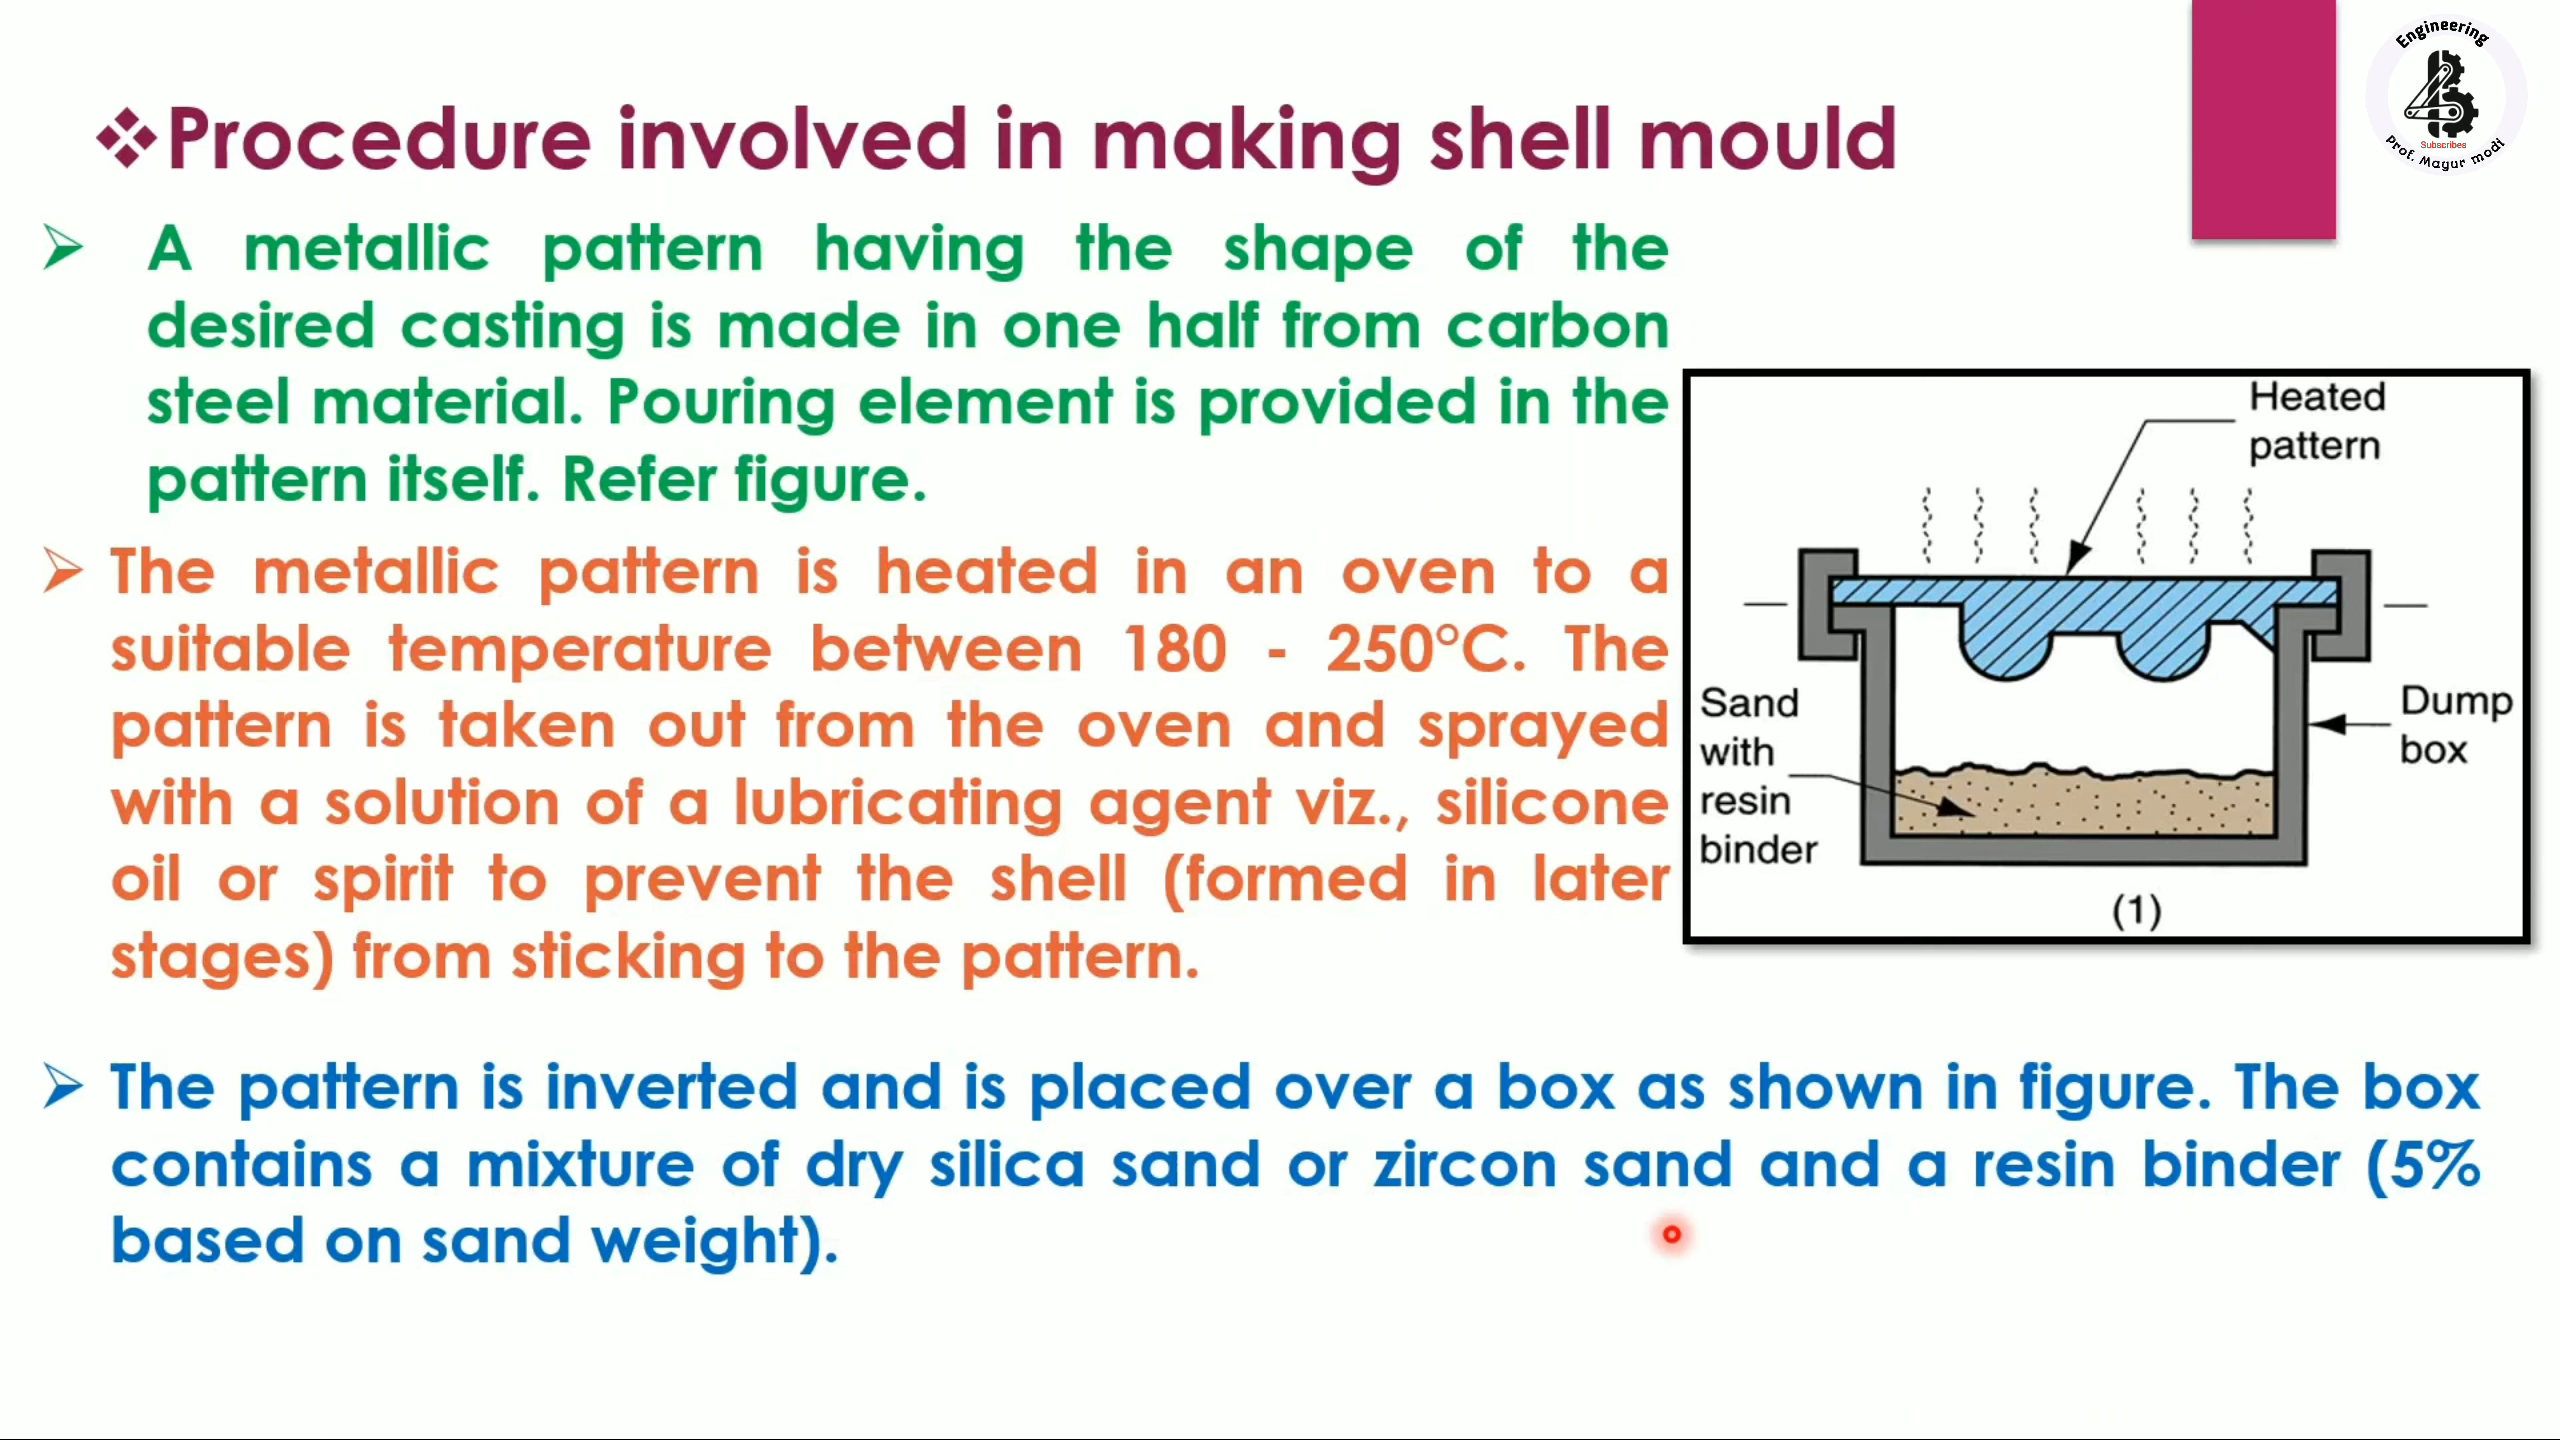 Engineering
Subscribes
Prof. Mayur modi
❖Procedure involved in making shell mould
➢ A metallic pattern having the shape of the
desired casting is made in one half from carbon
steel material. Pouring element is provided in the
pattern itself. Refer figure.
➢ The metallic pattern is heated in an oven to a
suitable temperature between 180 - 250°C. The
pattern is taken out from the oven and sprayed
with a solution of a lubricating agent viz., silicone
oil or spirit to prevent the shell (formed in later
stages) from sticking to the pattern.
Heated
pattern
Sand
with
resin
binder
Dump
box
(1)
➢ The pattern is inverted and is placed over a box as shown in figure. The box
contains a mixture of dry silica sand or zircon sand and a resin binder (5%
based on sand weight).